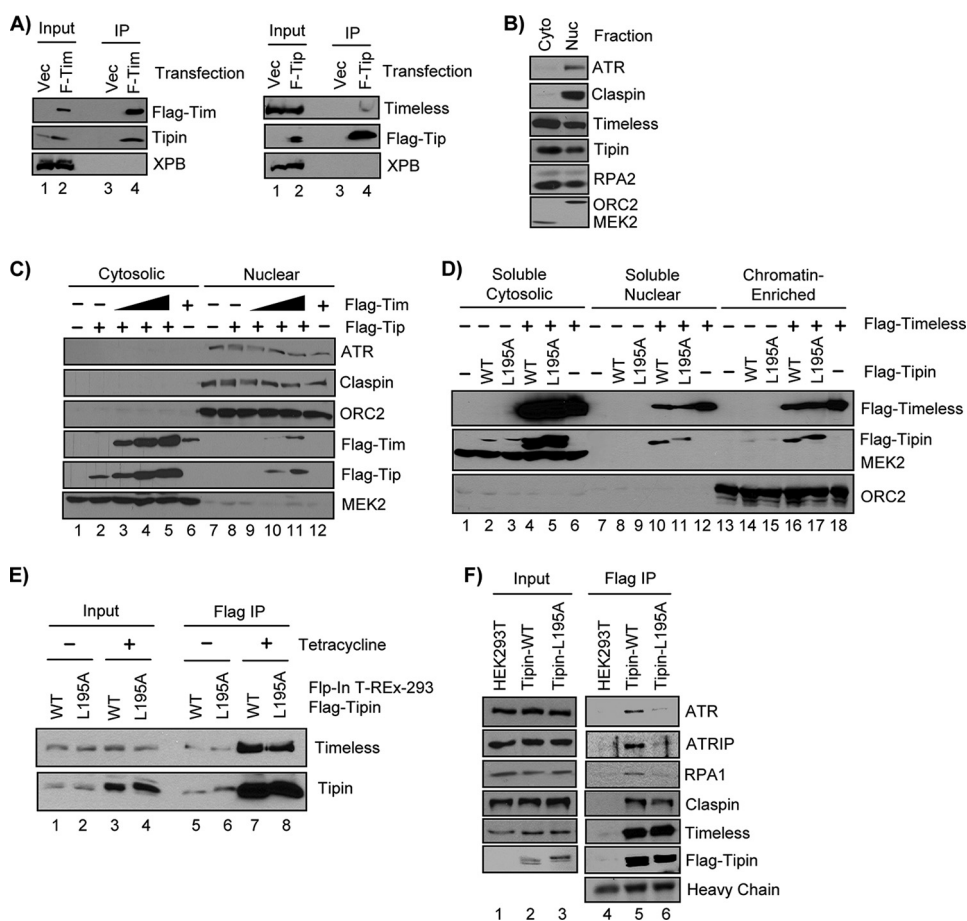 A)
Input IP
Vec F-Tim Vec F-Tim Transfection
Flag-Tim
Tipin
XPB
1 2 3 4
Input IP
Vec F-Tip Vec F-Tip Transfection
Timeless
Flag-Tip
XPB
1 2 3 4
B)
Cyto Nuc Fraction
ATR
Claspin
Timeless
Tipin
RPA2
ORC2
MEK2
C)
Cytosolic Nuclear
– – + – – + Flag-Tim
– + + + + – – + + + + – Flag-Tip
ATR
Claspin
ORC2
Flag-Tim
Flag-Tip
MEK2
1 2 3 4 5 6 7 8 9 10 11 12
D)
Soluble Cytosolic Soluble Nuclear Chromatin-Enriched
– – – + + + – – – + + + – – – + + + Flag-Timeless
– WT L195A WT L195A – – WT L195A WT L195A – – WT L195A WT L195A – Flag-Tipin
Flag-Timeless
Flag-Tipin
MEK2
ORC2
1 2 3 4 5 6 7 8 9 10 11 12 13 14 15 16 17 18
E)
Input Flag IP
– + – + Tetracycline
WT L195A WT L195A WT L195A WT L195A Flp-In T-REx-293
Flag-Tipin
Timeless
Tipin
1 2 3 4 5 6 7 8
F)
Input Flag IP
HEK293T Tipin-WT Tipin-L195A HEK293T Tipin-WT Tipin-L195A
ATR
ATRIP
RPA1
Claspin
Timeless
Flag-Tipin
Heavy Chain
1 2 3 4 5 6